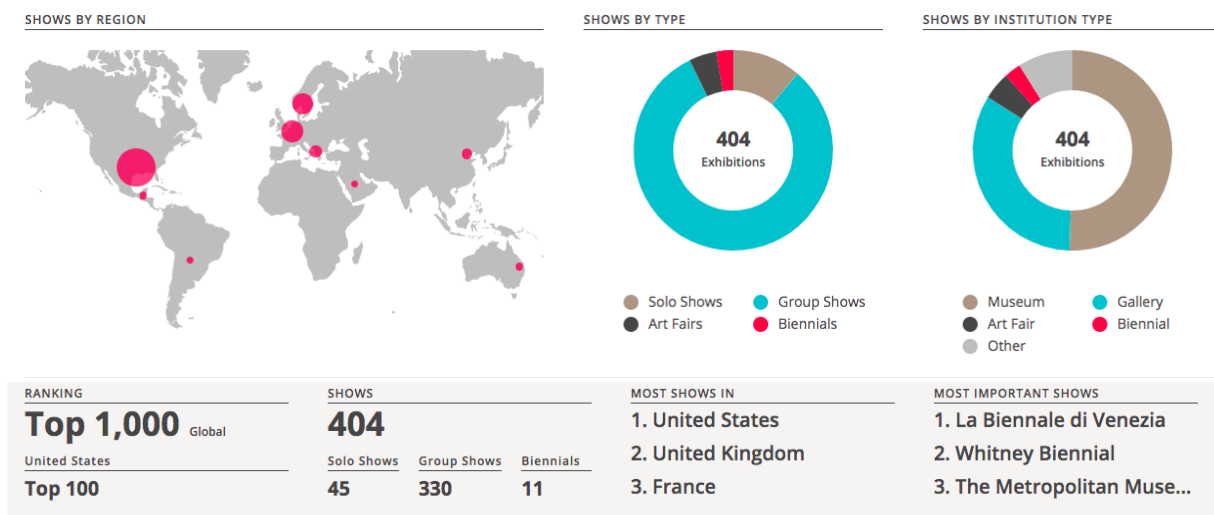 SHOWS BY REGION
SHOWS BY TYPE
404
Exhibitions
Solo Shows
Group Shows
Art Fairs
Biennials
SHOWS BY INSTITUTION TYPE
404
Exhibitions
Museum
Gallery
Art Fair
Biennial
Other
RANKING
Top 1,000 Global
United States
Top 100
SHOWS
404
Solo Shows Group Shows Biennials
45 330 11
MOST SHOWS IN
1. United States
2. United Kingdom
3. France
MOST IMPORTANT SHOWS
1. La Biennale di Venezia
2. Whitney Biennial
3. The Metropolitan Muse...